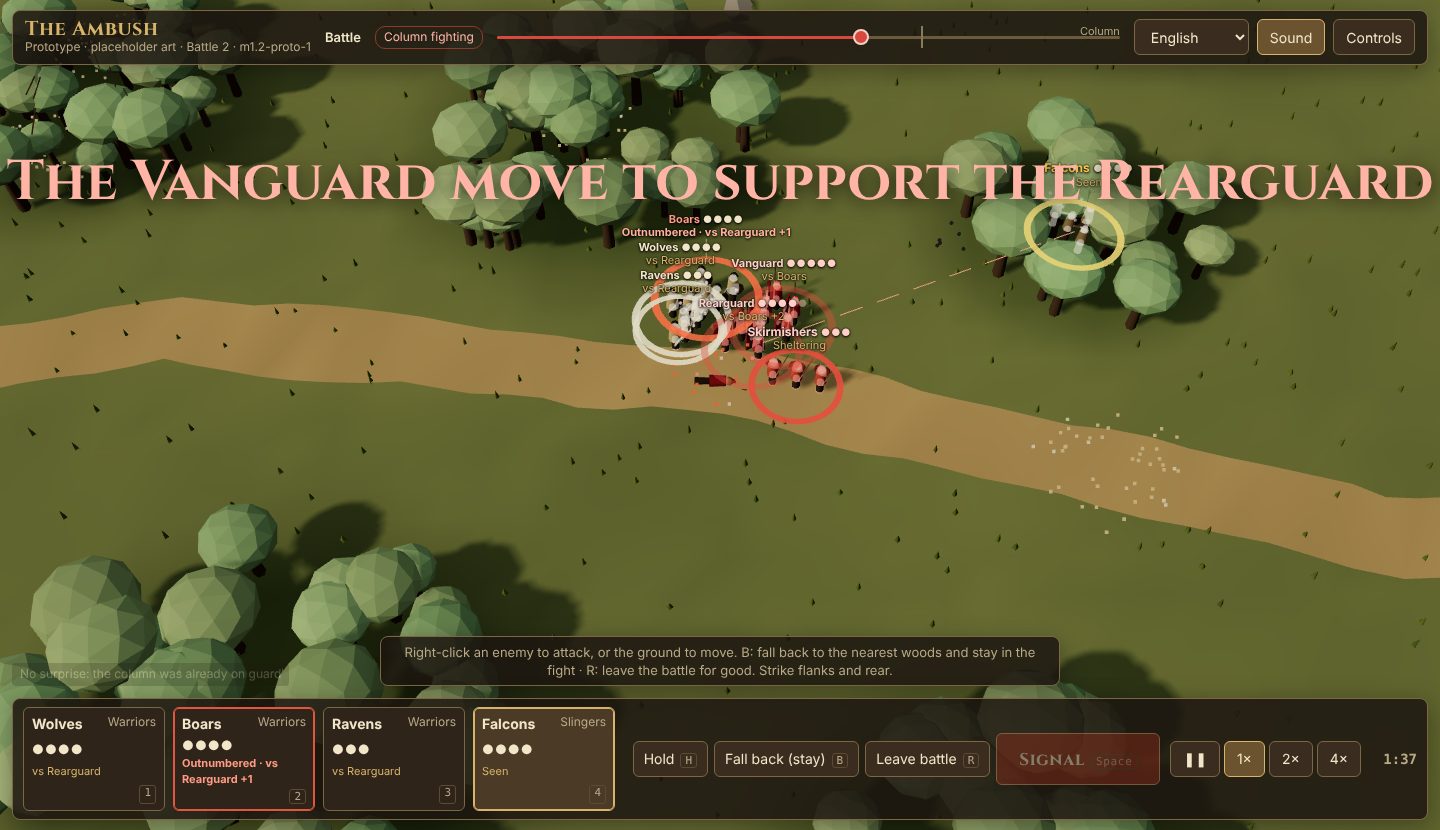 The Ambush
Prototype · placeholder art · Battle 2 · m1.2-proto-1
Battle
Column fighting
Column
English
Sound
Controls
The Vanguard move to support the Rearguard
Falcons
Seen
Boars
Outnumbered · vs Rearguard +1
Wolves
vs Rearguard
Vanguard
vs Boars
Ravens
vs Rearguard
Rearguard
vs Boars +2
Skirmishers
Sheltering
Right-click an enemy to attack, or the ground to move. B: fall back to the nearest woods and stay in the
fight · R: leave the battle for good. Strike flanks and rear.
No surprise: the column was already on guard
Wolves Warriors
vs Rearguard
1
Boars Warriors
Outnumbered · vs
Rearguard +1
2
Ravens Warriors
vs Rearguard
3
Falcons Slingers
Seen
4
Hold H
Fall back (stay) B
Leave battle R
Signal Space
1×
2×
4×
1:37